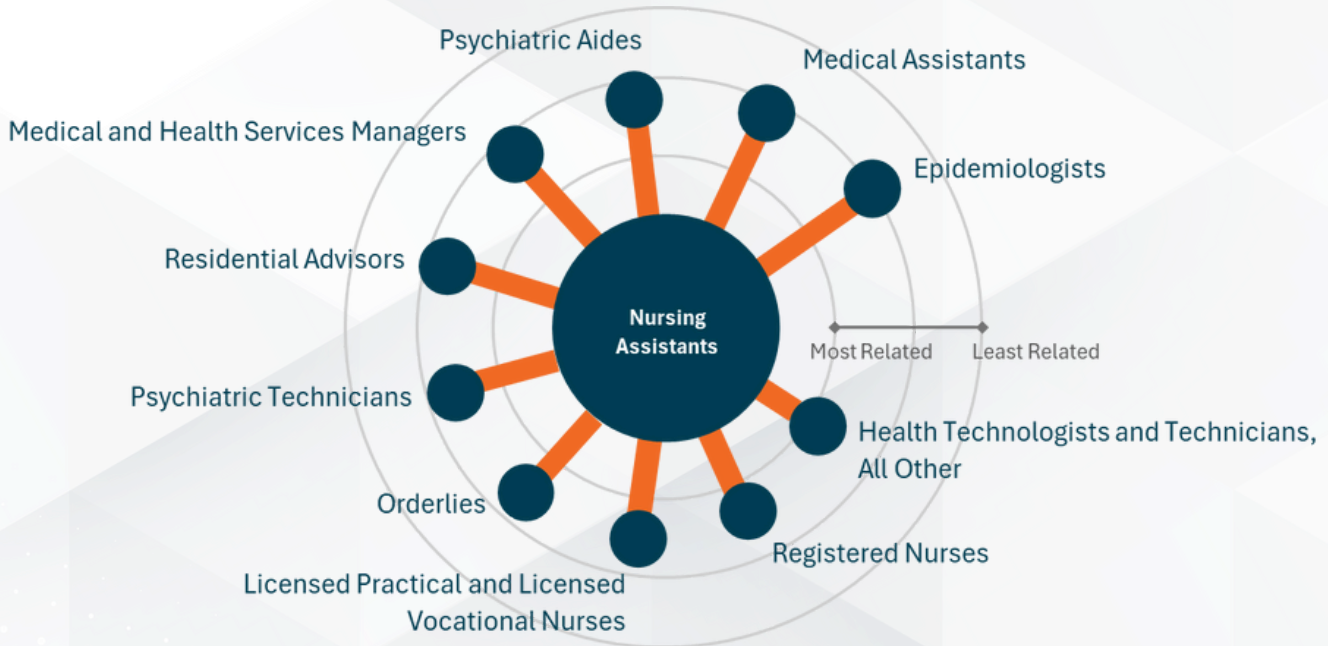 Psychiatric Aides
Medical Assistants
Medical and Health Services Managers
Epidemiologists
Residential Advisors
Nursing
Assistants
Most Related
Least Related
Psychiatric Technicians
Health Technologists and Technicians,
All Other
Orderlies
Registered Nurses
Licensed Practical and Licensed
Vocational Nurses